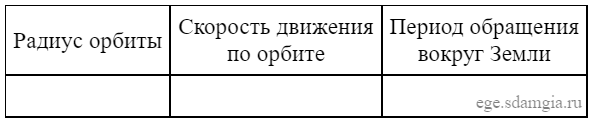 Радиус орбиты
Скорость движения
по орбите
Период обращения
вокруг Земли
ege.sdamgia.ru